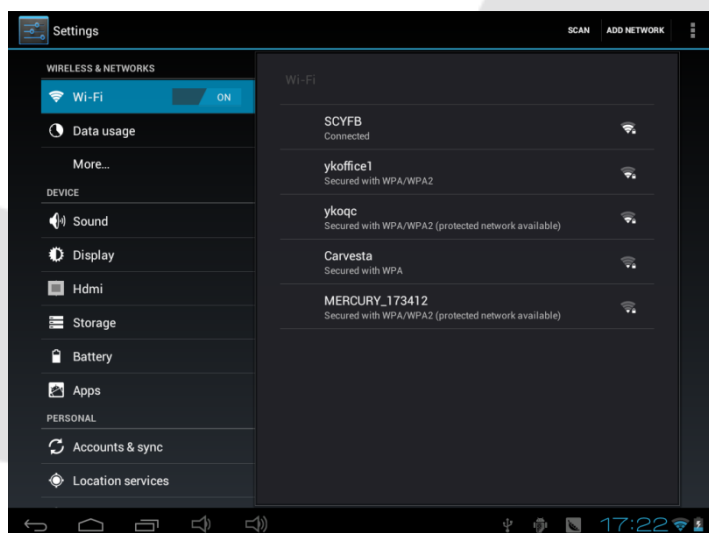 Settings
SCAN ADD NETWORK
WIRELESS & NETWORKS
Wi-Fi ON
Data usage
More...
DEVICE
Sound
Display
Hdmi
Storage
Battery
Apps
PERSONAL
Accounts & sync
Location services
Wi-Fi
SCYFB
Connected
ykoffice1
Secured with WPA/WPA2
ykoqc
Secured with WPA/WPA2 (protected network available)
Carvesta
Secured with WPA
MERCURY_173412
Secured with WPA/WPA2 (protected network available)
17:22